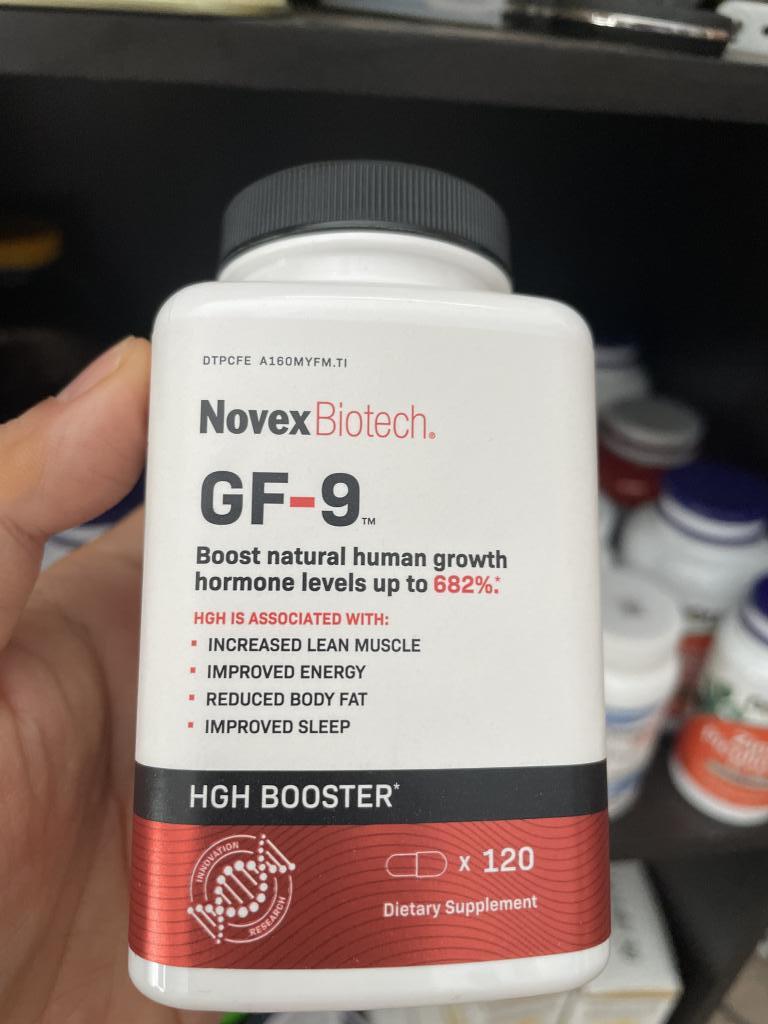 DTPCFE A160MYFM.TI
Novex Biotech®
GF-9™
Boost natural human growth
hormone levels up to 682%.*
HGH IS ASSOCIATED WITH:
▪ INCREASED LEAN MUSCLE
▪ IMPROVED ENERGY
▪ REDUCED BODY FAT
▪ IMPROVED SLEEP
HGH BOOSTER*
INNOVATION
RESEARCH
x 120
Dietary Supplement